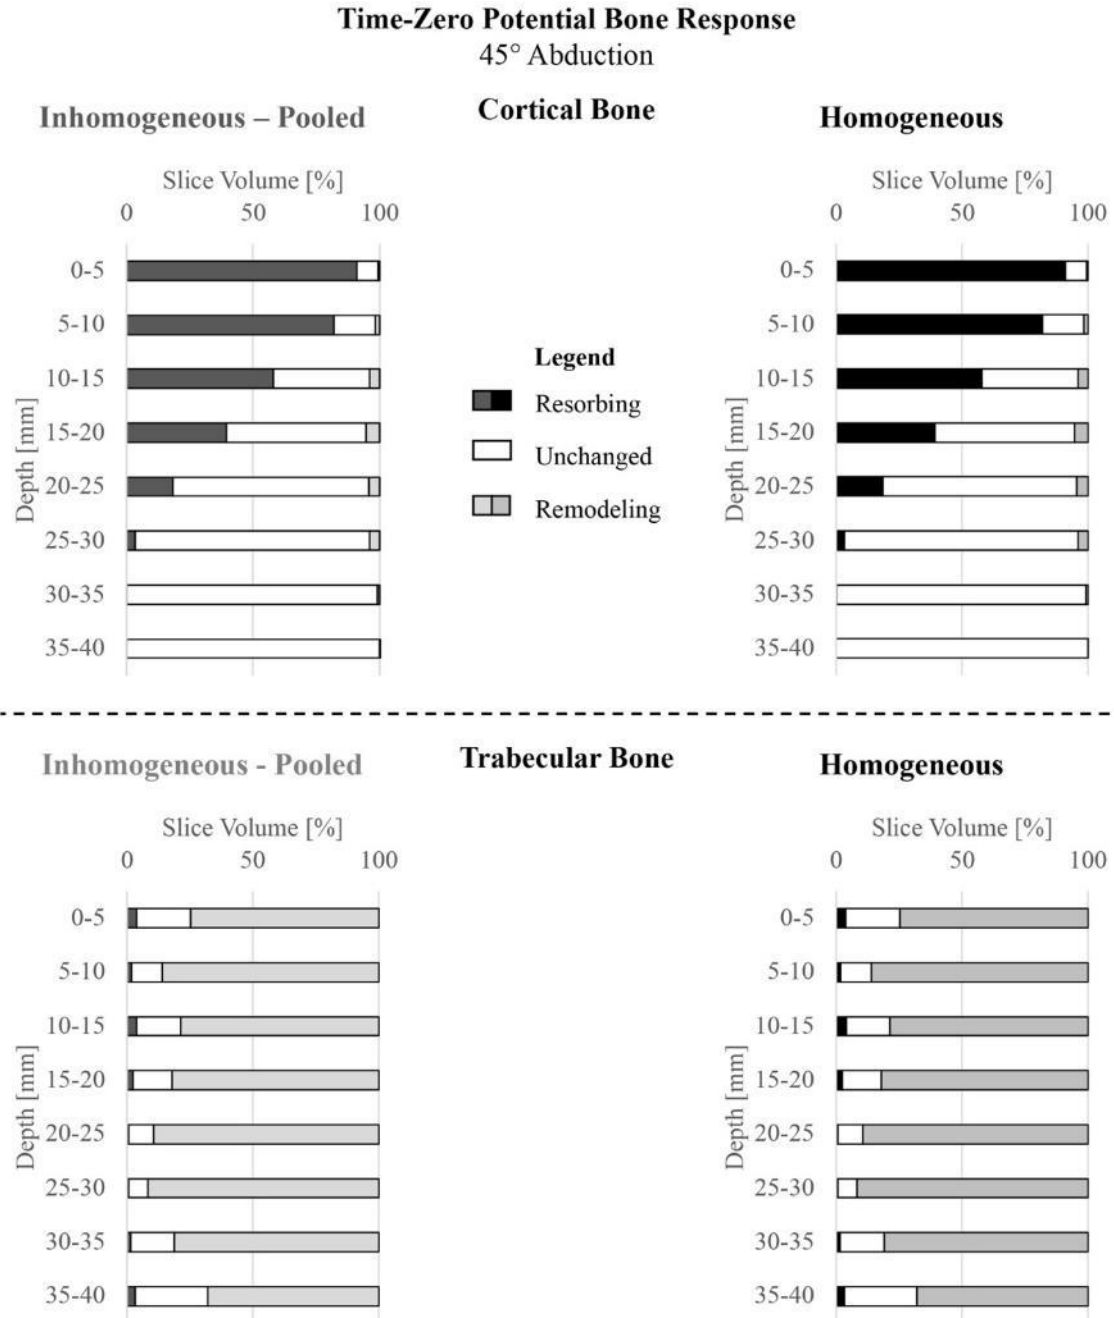 Time-Zero Potential Bone Response
45° Abduction
Cortical Bone
Inhomogeneous – Pooled
Homogeneous
Slice Volume [%]
0 50 100
Depth [mm]
0-5
5-10
10-15
15-20
20-25
25-30
30-35
35-40
Legend
Resorbing
Unchanged
Remodeling
Slice Volume [%]
0 50 100
Depth [mm]
0-5
5-10
10-15
15-20
20-25
25-30
30-35
35-40
Trabecular Bone
Inhomogeneous - Pooled
Homogeneous
Slice Volume [%]
0 50 100
Depth [mm]
0-5
5-10
10-15
15-20
20-25
25-30
30-35
35-40
Slice Volume [%]
0 50 100
Depth [mm]
0-5
5-10
10-15
15-20
20-25
25-30
30-35
35-40